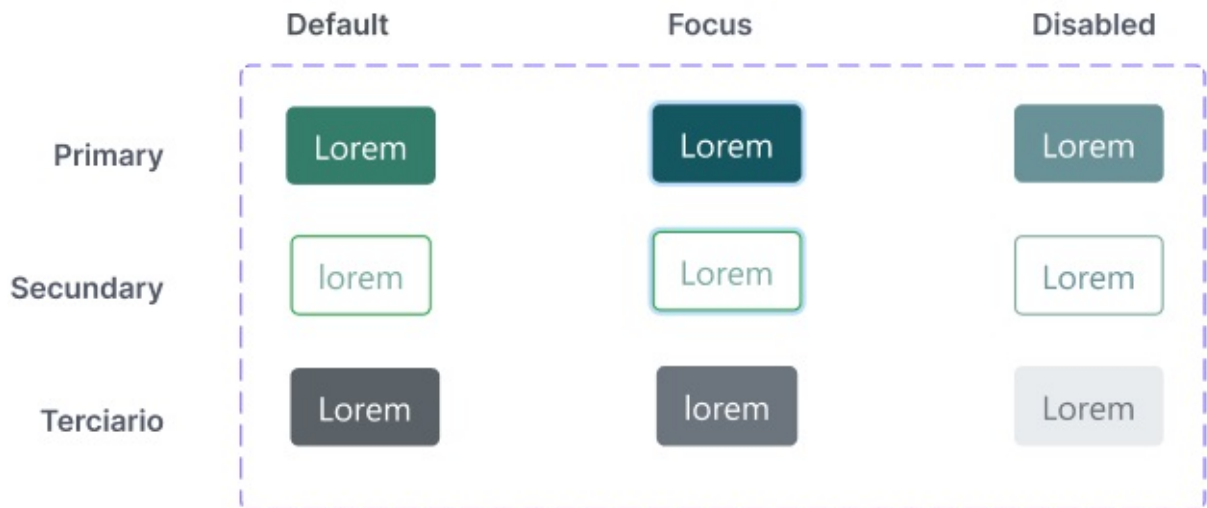 Default Focus Disabled
Primary Lorem Lorem Lorem
Secundary lorem Lorem Lorem
Terciario Lorem lorem Lorem